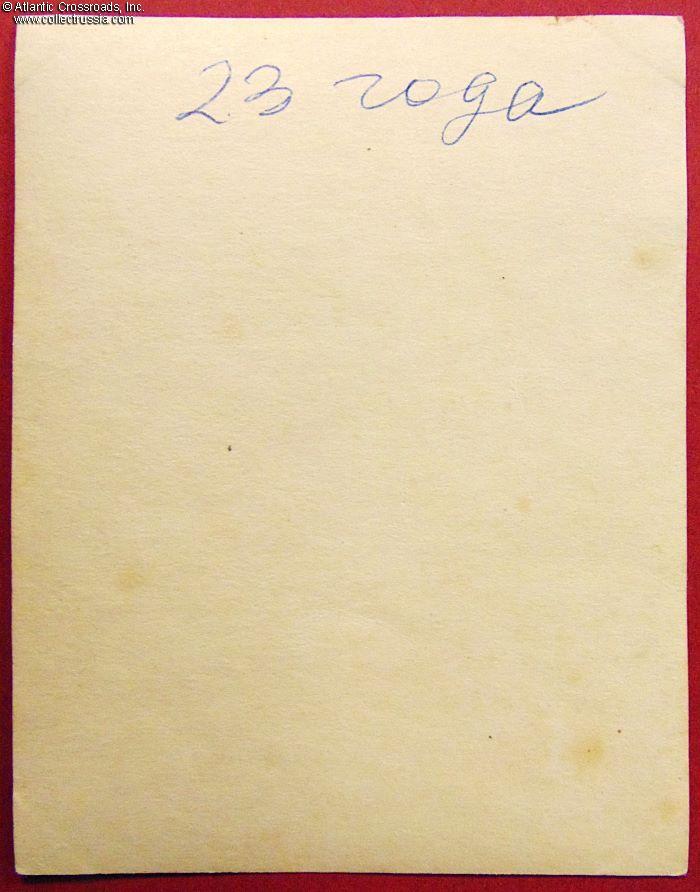 © Atlantic Crossroads, Inc.
www.collectrussia.com
23 года